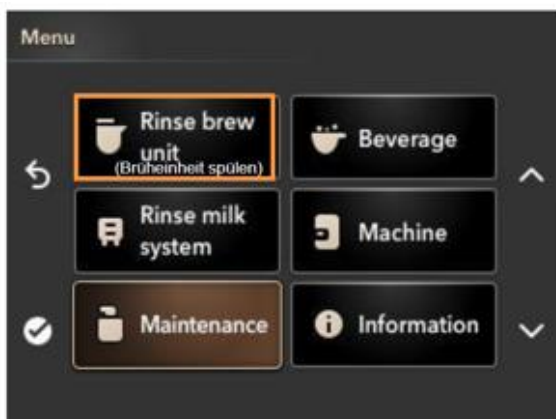 Menu
Rinse brew
unit
(Brüheinheit spülen)
Beverage
Rinse milk
system
Machine
Maintenance
Information